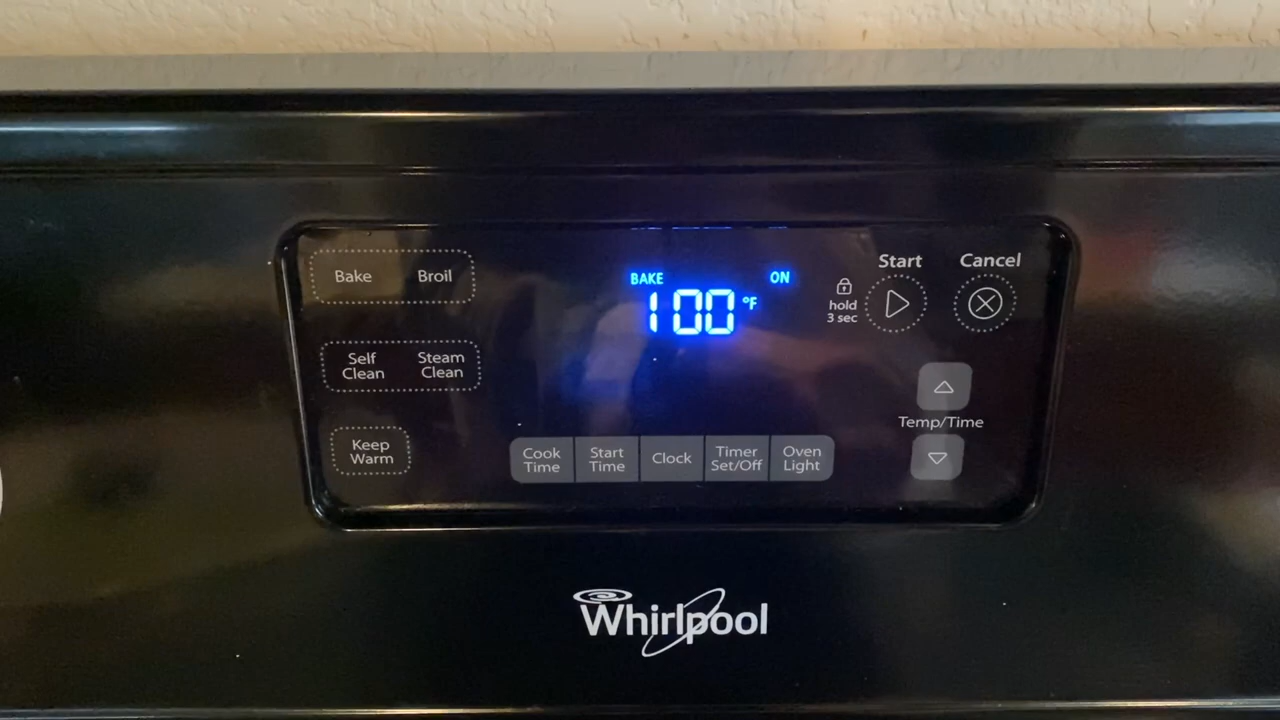 Bake Broil
Self Clean
Steam Clean
Keep Warm
BAKE ON
100 °F
hold 3 sec
Start
Cancel
Temp/Time
Cook Time
Start Time
Clock
Timer Set/Off
Oven Light
Whirlpool